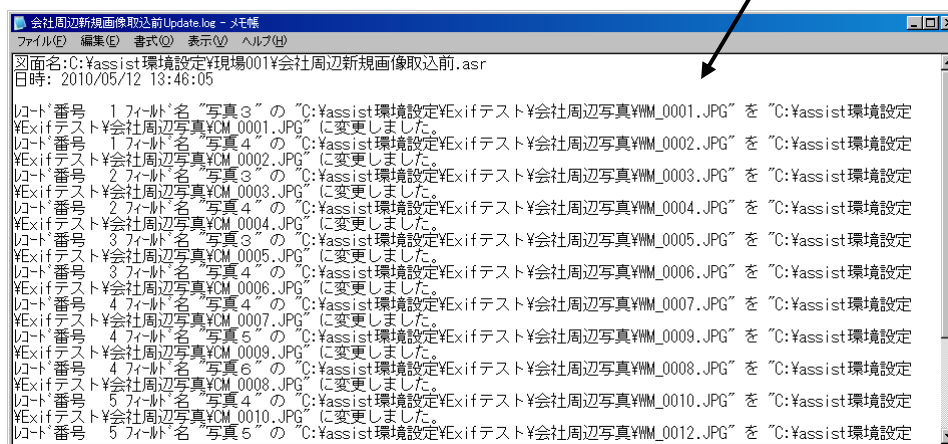 会社周辺新規画像取込前Update.log - メモ帳
ファイル(F) 編集(E) 書式(O) 表示(V) ヘルプ(H)
図面名:C:¥assist環境設定¥現場001¥会社周辺新規画像取込前.asr
日時: 2010/05/12 13:46:05
ﾚｺｰﾄﾞ番号 1 ﾌｨｰﾙﾄﾞ名 "写真3" の "C:¥assist環境設定¥Exifテスト¥会社周辺写真¥WM_0001.JPG" を "C:¥assist環境設定
¥Exifテスト¥会社周辺写真¥CM_0001.JPG" に変更しました。
ﾚｺｰﾄﾞ番号 1 ﾌｨｰﾙﾄﾞ名 "写真4" の "C:¥assist環境設定¥Exifテスト¥会社周辺写真¥WM_0002.JPG" を "C:¥assist環境設定
¥Exifテスト¥会社周辺写真¥CM_0002.JPG" に変更しました。
ﾚｺｰﾄﾞ番号 2 ﾌｨｰﾙﾄﾞ名 "写真3" の "C:¥assist環境設定¥Exifテスト¥会社周辺写真¥WM_0003.JPG" を "C:¥assist環境設定
¥Exifテスト¥会社周辺写真¥CM_0003.JPG" に変更しました。
ﾚｺｰﾄﾞ番号 2 ﾌｨｰﾙﾄﾞ名 "写真4" の "C:¥assist環境設定¥Exifテスト¥会社周辺写真¥WM_0004.JPG" を "C:¥assist環境設定
¥Exifテスト¥会社周辺写真¥CM_0004.JPG" に変更しました。
ﾚｺｰﾄﾞ番号 3 ﾌｨｰﾙﾄﾞ名 "写真3" の "C:¥assist環境設定¥Exifテスト¥会社周辺写真¥WM_0005.JPG" を "C:¥assist環境設定
¥Exifテスト¥会社周辺写真¥CM_0005.JPG" に変更しました。
ﾚｺｰﾄﾞ番号 3 ﾌｨｰﾙﾄﾞ名 "写真4" の "C:¥assist環境設定¥Exifテスト¥会社周辺写真¥WM_0006.JPG" を "C:¥assist環境設定
¥Exifテスト¥会社周辺写真¥CM_0006.JPG" に変更しました。
ﾚｺｰﾄﾞ番号 4 ﾌｨｰﾙﾄﾞ名 "写真4" の "C:¥assist環境設定¥Exifテスト¥会社周辺写真¥WM_0007.JPG" を "C:¥assist環境設定
¥Exifテスト¥会社周辺写真¥CM_0007.JPG" に変更しました。
ﾚｺｰﾄﾞ番号 4 ﾌｨｰﾙﾄﾞ名 "写真5" の "C:¥assist環境設定¥Exifテスト¥会社周辺写真¥WM_0009.JPG" を "C:¥assist環境設定
¥Exifテスト¥会社周辺写真¥CM_0009.JPG" に変更しました。
ﾚｺｰﾄﾞ番号 4 ﾌｨｰﾙﾄﾞ名 "写真6" の "C:¥assist環境設定¥Exifテスト¥会社周辺写真¥WM_0008.JPG" を "C:¥assist環境設定
¥Exifテスト¥会社周辺写真¥CM_0008.JPG" に変更しました。
ﾚｺｰﾄﾞ番号 5 ﾌｨｰﾙﾄﾞ名 "写真4" の "C:¥assist環境設定¥Exifテスト¥会社周辺写真¥WM_0010.JPG" を "C:¥assist環境設定
¥Exifテスト¥会社周辺写真¥CM_0010.JPG" に変更しました。
ﾚｺｰﾄﾞ番号 5 ﾌｨｰﾙﾄﾞ名 "写真5" の "C:¥assist環境設定¥Exifテスト¥会社周辺写真¥WM_0012.JPG" を "C:¥assist環境設定